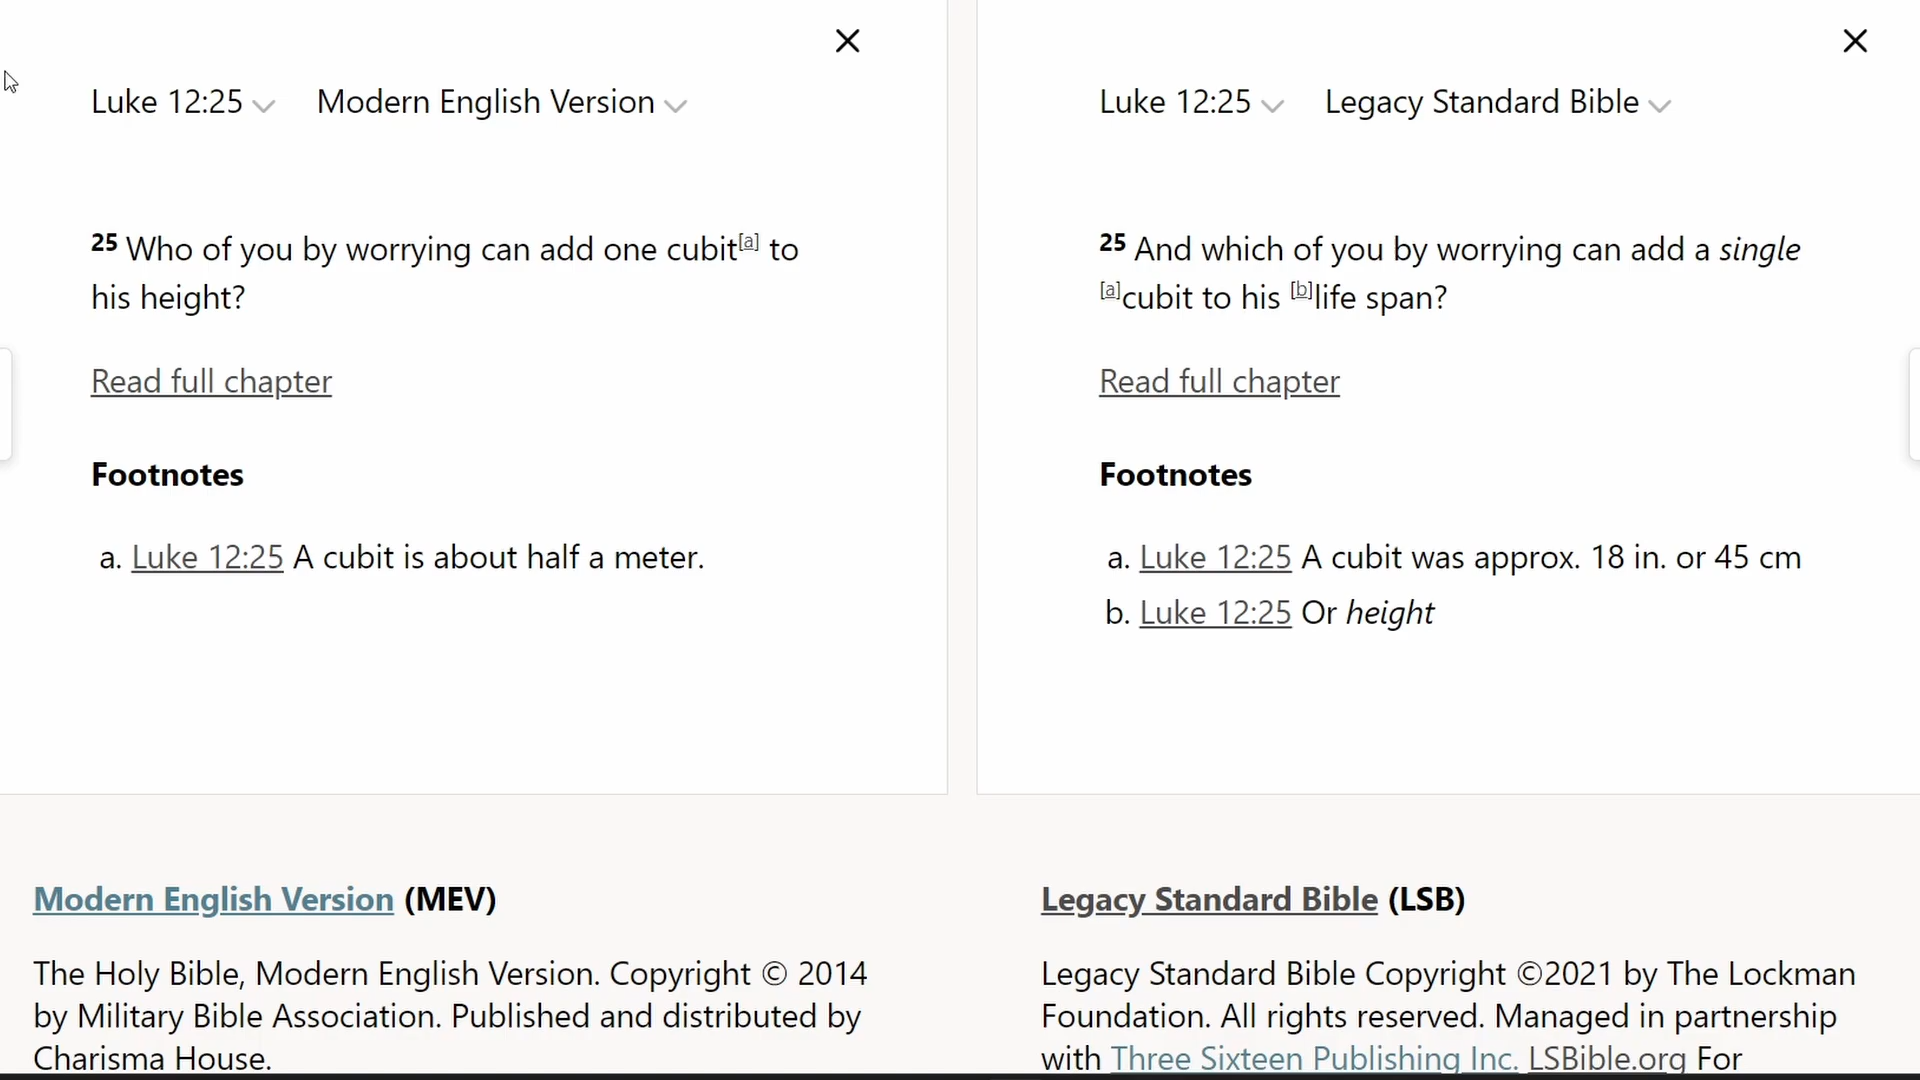 Luke 12:25 Modern English Version
25 Who of you by worrying can add one cubit[a] to
his height?
Read full chapter
Footnotes
a. Luke 12:25 A cubit is about half a meter.
Luke 12:25 Legacy Standard Bible
25 And which of you by worrying can add a single
[a]cubit to his [b]life span?
Read full chapter
Footnotes
a. Luke 12:25 A cubit was approx. 18 in. or 45 cm
b. Luke 12:25 Or height
Modern English Version (MEV)
The Holy Bible, Modern English Version. Copyright © 2014
by Military Bible Association. Published and distributed by
Charisma House.
Legacy Standard Bible (LSB)
Legacy Standard Bible Copyright ©2021 by The Lockman
Foundation. All rights reserved. Managed in partnership
with Three Sixteen Publishing Inc. LSBible.org For